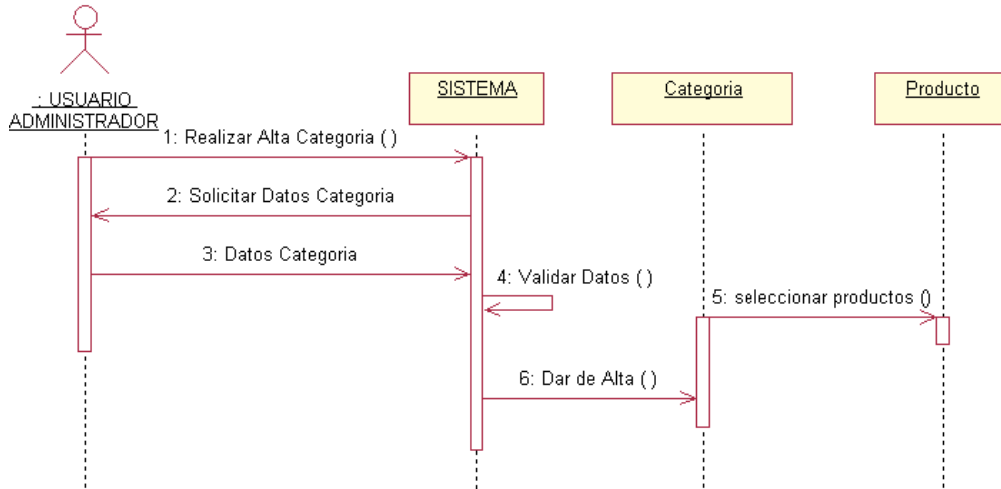 SISTEMA
Categoria
Producto
: USUARIO
ADMINISTRADOR
1: Realizar Alta Categoria ( )
2: Solicitar Datos Categoria
3: Datos Categoria
4: Validar Datos ( )
5: seleccionar productos ()
6: Dar de Alta ( )